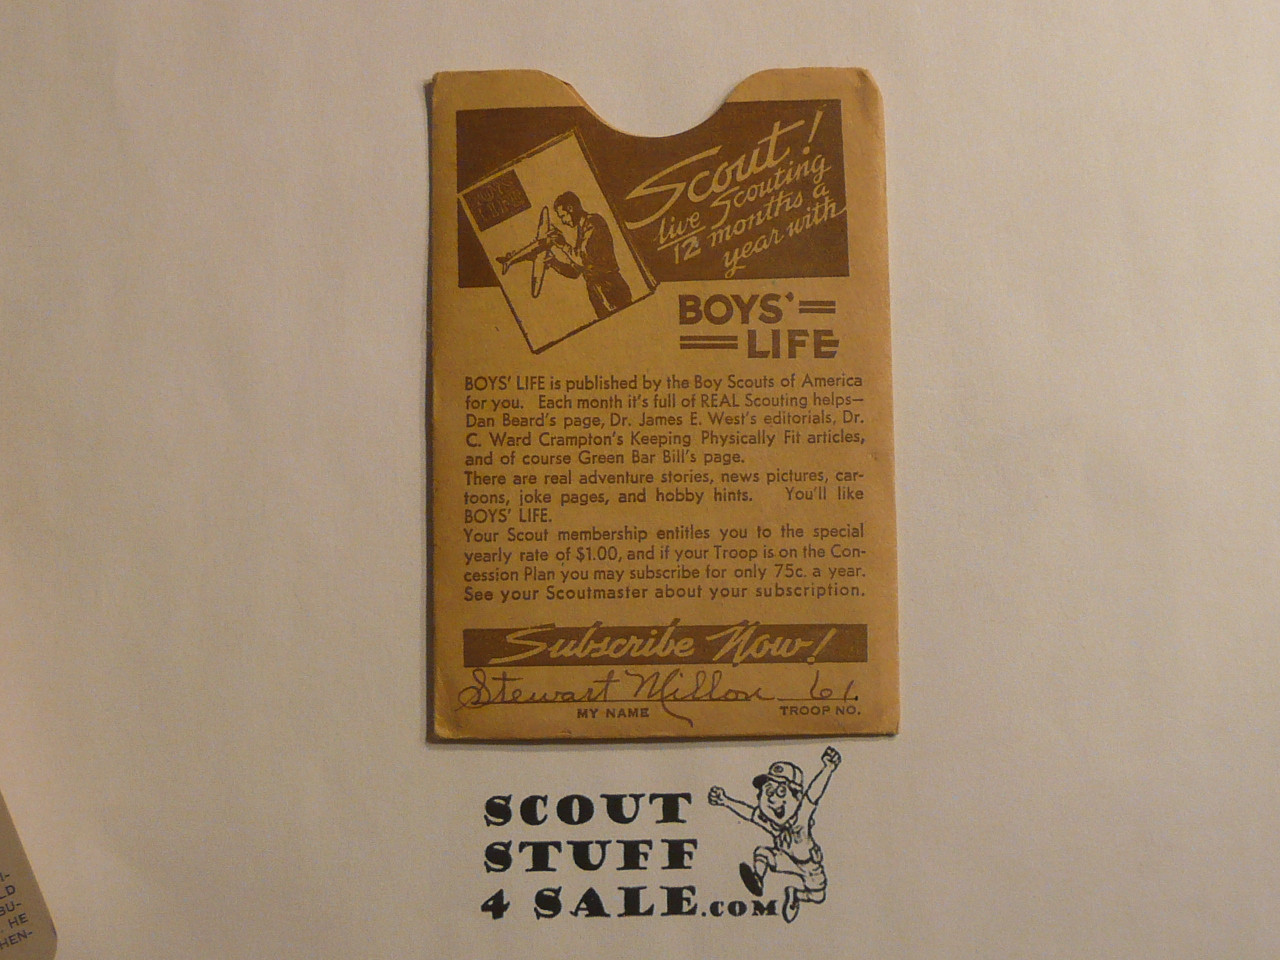 Scout!
live Scouting
12 months a
year with
BOYS'
LIFE
BOYS'
LIFE
BOYS' LIFE is published by the Boy Scouts of America
for you. Each month it's full of REAL Scouting helps—
Dan Beard's page, Dr. James E. West's editorials, Dr.
C. Ward Crampton's Keeping Physically Fit articles,
and of course Green Bar Bill's page.
There are real adventure stories, news pictures, car-
toons, joke pages, and hobby hints. You'll like
BOYS' LIFE.
Your Scout membership entitles you to the special
yearly rate of $1.00, and if your Troop is on the Con-
cession Plan you may subscribe for only 75c. a year.
See your Scoutmaster about your subscription.
Subscribe Now!
Stewart Millon 61.
MY NAME TROOP NO.
SCOUT
STUFF
4 SALE.COM
LD
BU-
HE
HEN-